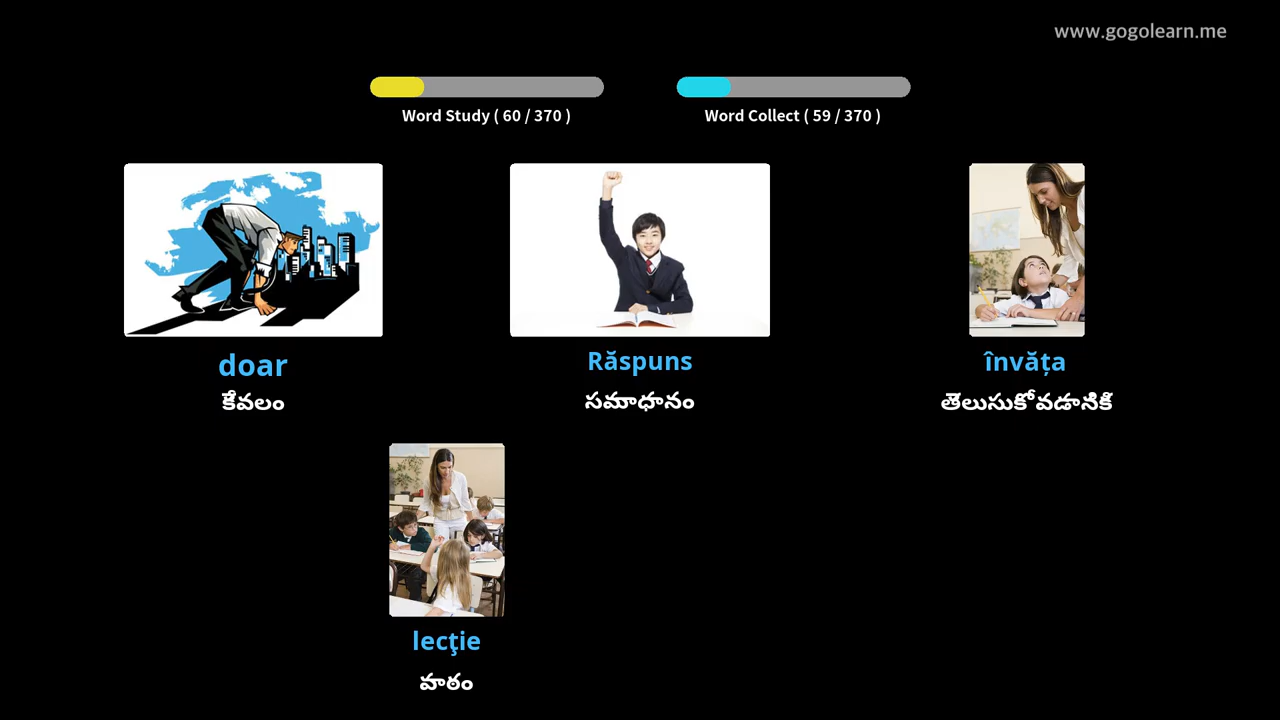 www.gogolearn.me
Word Study ( 60 / 370 )
Word Collect ( 59 / 370 )
doar
Răspuns
învăța
కేవలం
సమాధానం
తెలుసుకోవడానికి
lecţie
పాఠం